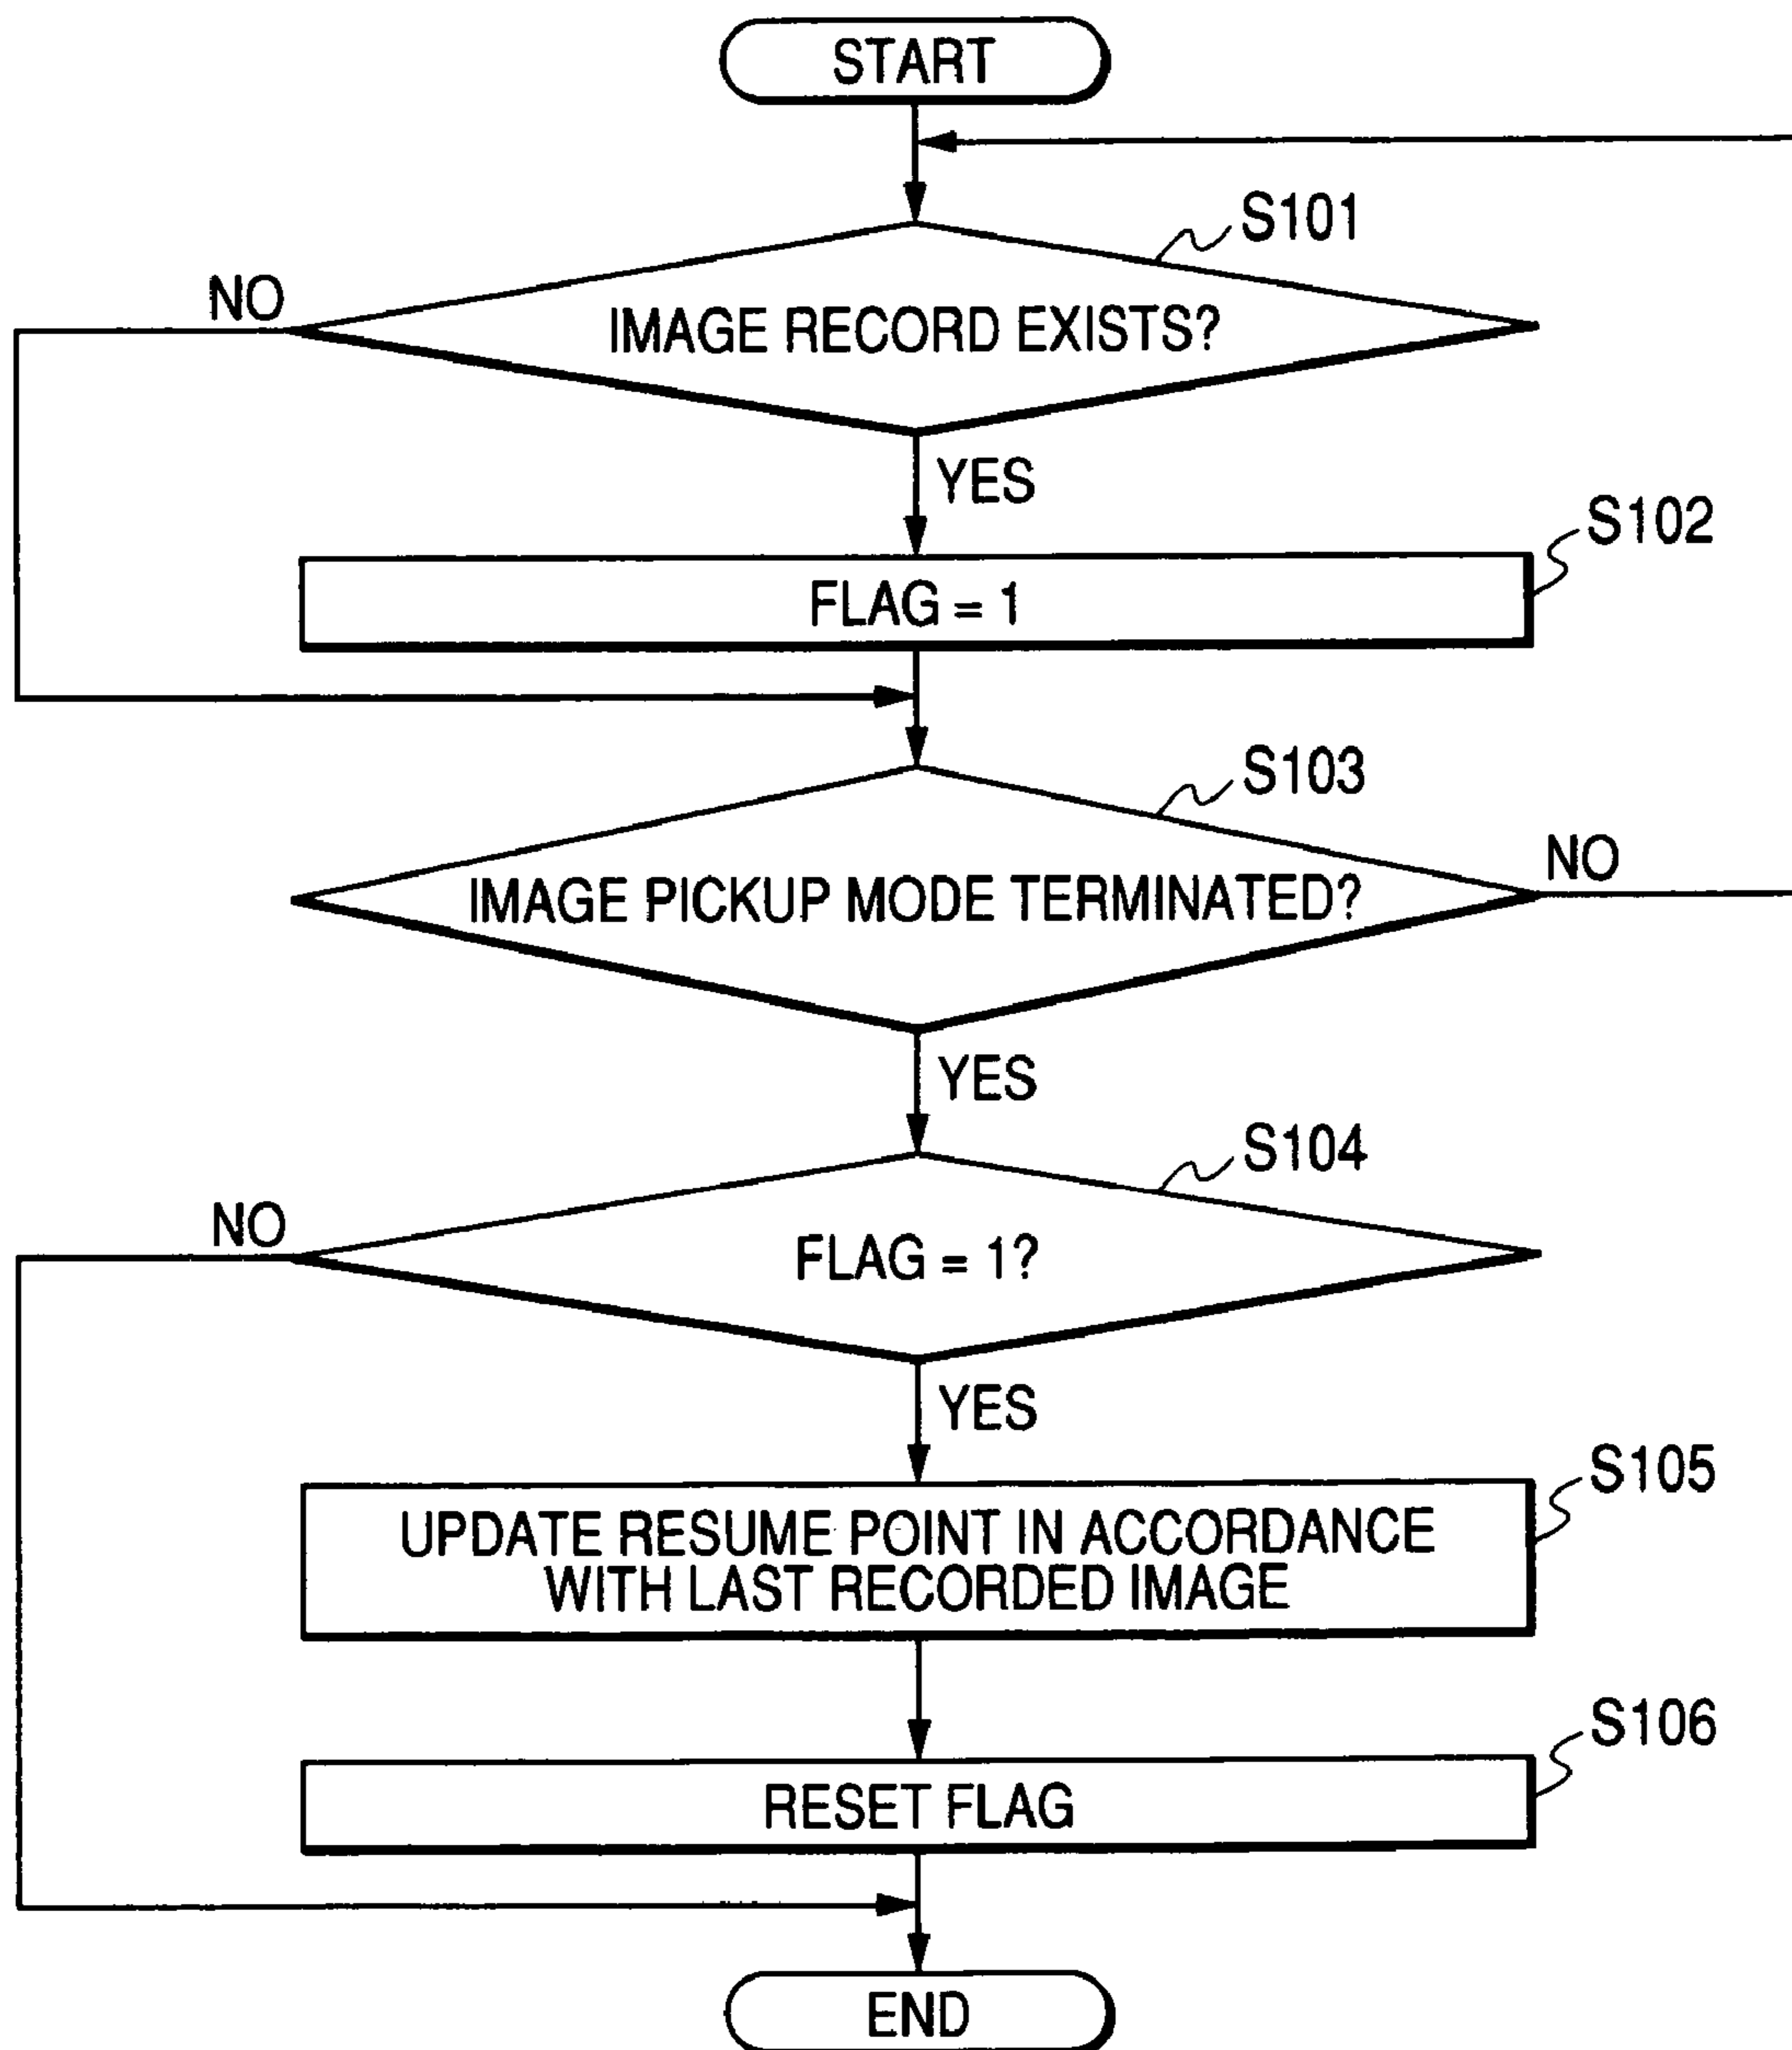 START
S101
NO
IMAGE RECORD EXISTS?
YES
S102
FLAG = 1
S103
IMAGE PICKUP MODE TERMINATED?
NO
YES
S104
NO
FLAG = 1?
YES
S105
UPDATE RESUME POINT IN ACCORDANCE
WITH LAST RECORDED IMAGE
S106
RESET FLAG
END